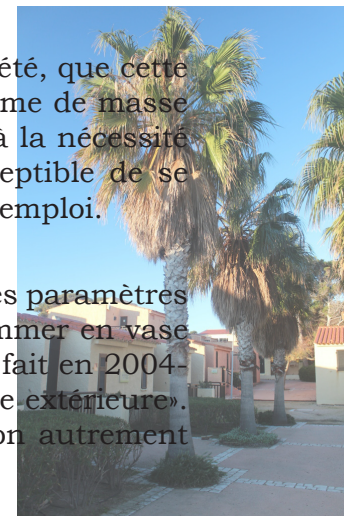 été, que cette
me de masse
à la nécessité
eptible de se
emploi.
es paramètres
mmer en vase
fait en 2004-
e extérieure».
on autrement